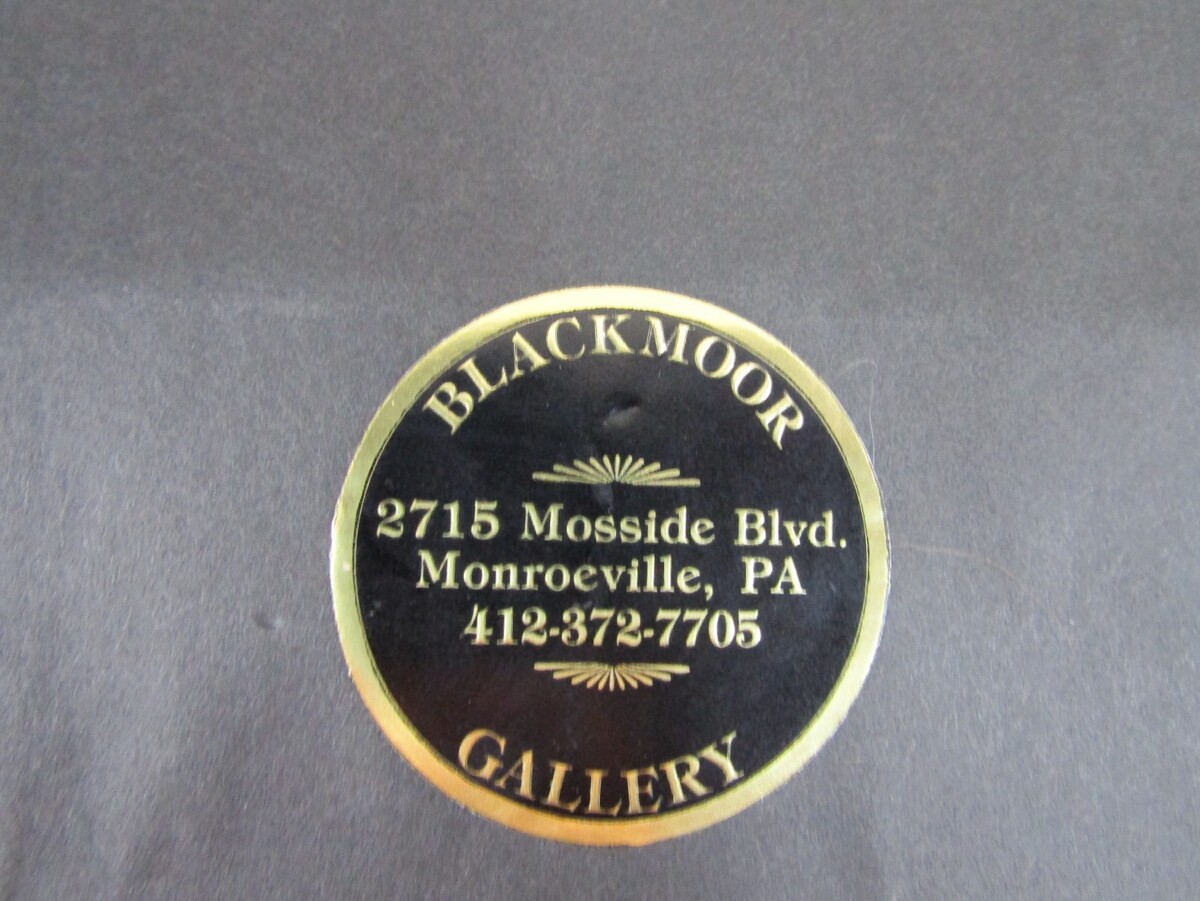 BLACKMOOR
2715 Mosside Blvd.
Monroeville, PA
412-372-7705
GALLERY